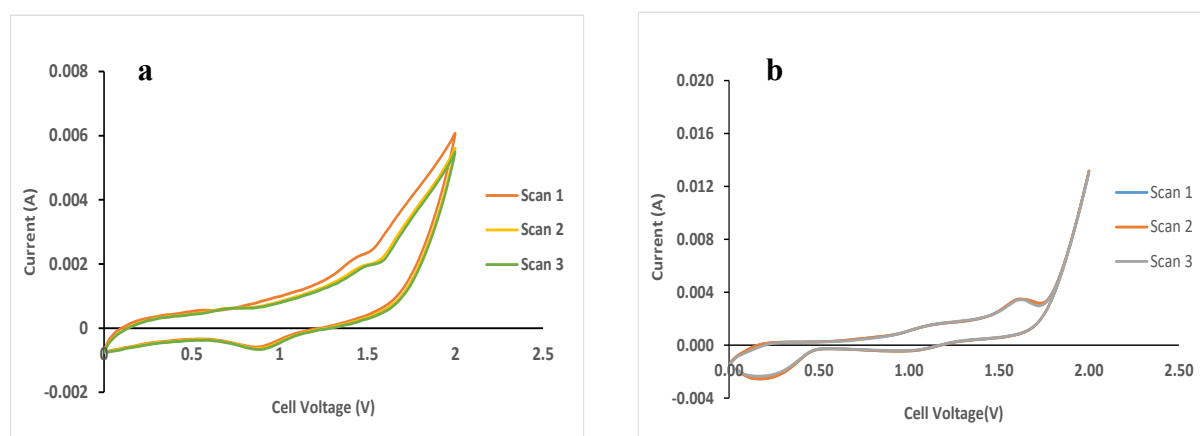 a
0.008
0.006
0.004
0.002
0
-0.002
0
0.5
1
1.5
2
2.5
Current (A)
Cell Voltage (V)
Scan 1
Scan 2
Scan 3
b
0.020
0.016
0.012
0.008
0.004
0.000
-0.004
0.00
0.50
1.00
1.50
2.00
2.50
Current (A)
Cell Voltage(V)
Scan 1
Scan 2
Scan 3